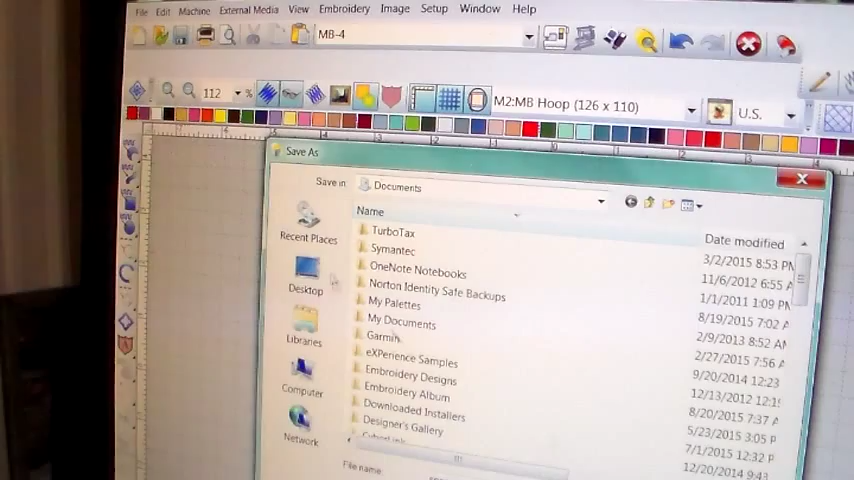 File Edit Machine External Media View Embroidery Image Setup Window Help
MB-4
112 %
M2:MB Hoop (126 x 110)
U.S.
Save As
Save in: Documents
Name
Date modified
Recent Places
Desktop
Libraries
Computer
Network
TurboTax
Symantec
OneNote Notebooks
Norton Identity Safe Backups
My Palettes
My Documents
Garmin
eXPerience Samples
Embroidery Designs
Embroidery Album
Downloaded Installers
Designer's Gallery
CyberLink
3/2/2015 8:53 PM
11/6/2012 6:55 A
1/1/2011 1:09 PM
8/19/2015 7:02 A
2/9/2013 8:52 AM
2/27/2015 7:56 A
9/20/2014 12:23
12/13/2012 12:15
8/20/2015 7:37 A
5/23/2015 3:05 P
7/1/2015 12:32 P
12/20/2014 9:43
File name